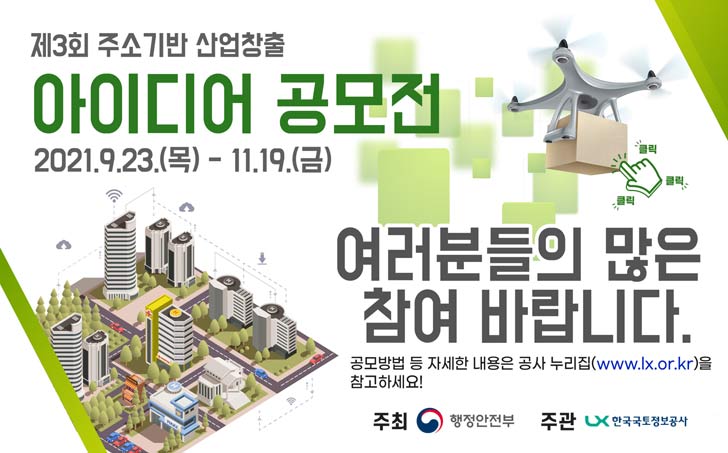 제3회 주소기반 산업창출
아이디어 공모전
2021.9.23.(목) - 11.19.(금)
클릭
클릭
클릭
여러분들의 많은
참여 바랍니다.
공모방법 등 자세한 내용은 공사 누리집(www.lx.or.kr)을
참고하세요!
주최 행정안전부 주관 LX 한국국토정보공사